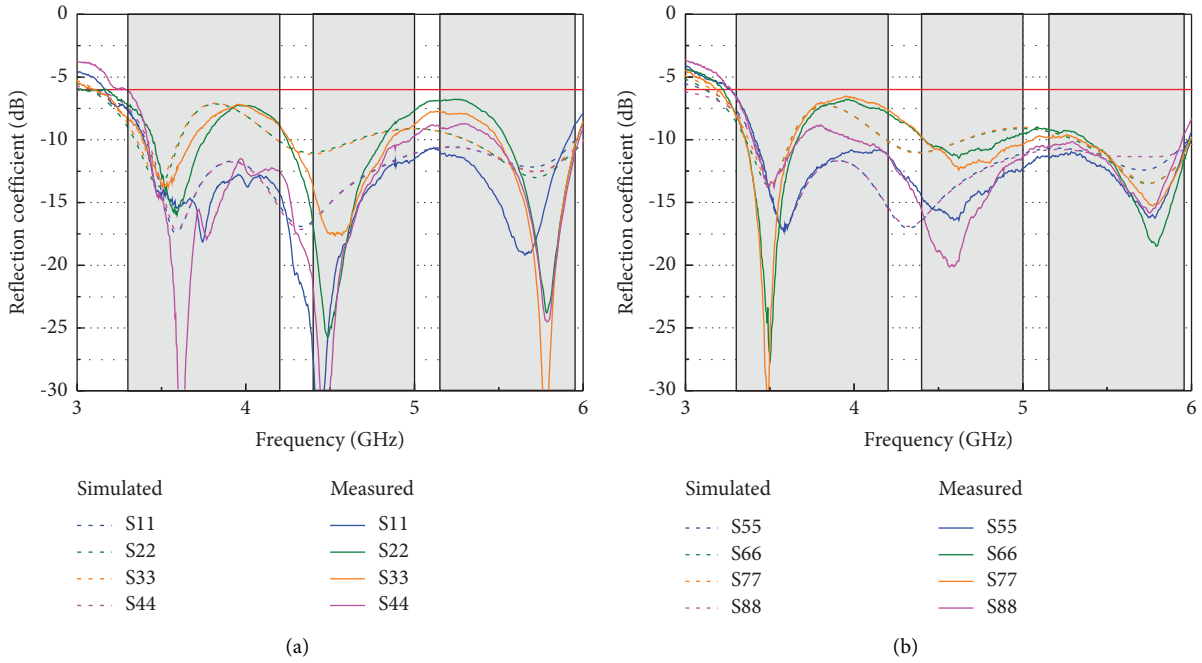 0
-5
-10
-15
-20
-25
-30
Reflection coefficient (dB)
3
4
5
6
Frequency (GHz)
Simulated
S11
S22
S33
S44
Measured
S11
S22
S33
S44
(a)
0
-5
-10
-15
-20
-25
-30
Reflection coefficient (dB)
3
4
5
6
Frequency (GHz)
Simulated
S55
S66
S77
S88
Measured
S55
S66
S77
S88
(b)